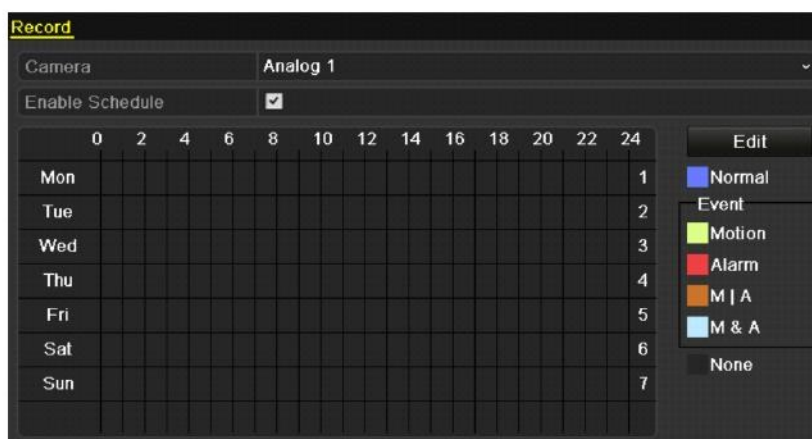 Record
Camera Analog 1
Enable Schedule
0 2 4 6 8 10 12 14 16 18 20 22 24
Mon 1
Tue 2
Wed 3
Thu 4
Fri 5
Sat 6
Sun 7
Edit
Normal
Event
Motion
Alarm
M | A
M & A
None